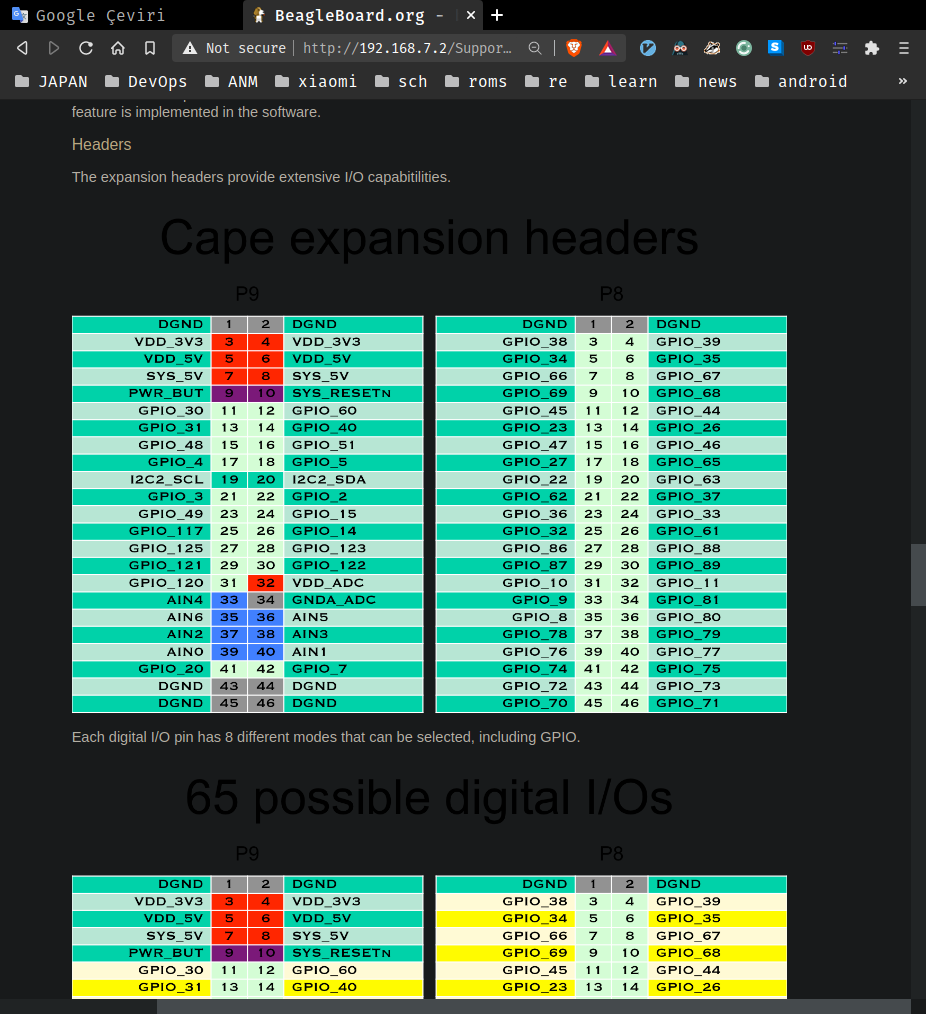 Google Çeviri
BeagleBoard.org -
Not secure http://192.168.7.2/Suppor…
JAPAN DevOps ANM xiaomi sch roms re learn news android »
feature is implemented in the software.
Headers
The expansion headers provide extensive I/O capabitilities.
Cape expansion headers
P9 P8
DGND 1 2 DGND DGND 1 2 DGND
VDD_3V3 3 4 VDD_3V3 GPIO_38 3 4 GPIO_39
VDD_5V 5 6 VDD_5V GPIO_34 5 6 GPIO_35
SYS_5V 7 8 SYS_5V GPIO_66 7 8 GPIO_67
PWR_BUT 9 10 SYS_RESETN GPIO_69 9 10 GPIO_68
GPIO_30 11 12 GPIO_60 GPIO_45 11 12 GPIO_44
GPIO_31 13 14 GPIO_40 GPIO_23 13 14 GPIO_26
GPIO_48 15 16 GPIO_51 GPIO_47 15 16 GPIO_46
GPIO_4 17 18 GPIO_5 GPIO_27 17 18 GPIO_65
I2C2_SCL 19 20 I2C2_SDA GPIO_22 19 20 GPIO_63
GPIO_3 21 22 GPIO_2 GPIO_62 21 22 GPIO_37
GPIO_49 23 24 GPIO_15 GPIO_36 23 24 GPIO_33
GPIO_117 25 26 GPIO_14 GPIO_32 25 26 GPIO_61
GPIO_125 27 28 GPIO_123 GPIO_86 27 28 GPIO_88
GPIO_121 29 30 GPIO_122 GPIO_87 29 30 GPIO_89
GPIO_120 31 32 VDD_ADC GPIO_10 31 32 GPIO_11
AIN4 33 34 GNDA_ADC GPIO_9 33 34 GPIO_81
AIN6 35 36 AIN5 GPIO_8 35 36 GPIO_80
AIN2 37 38 AIN3 GPIO_78 37 38 GPIO_79
AIN0 39 40 AIN1 GPIO_76 39 40 GPIO_77
GPIO_20 41 42 GPIO_7 GPIO_74 41 42 GPIO_75
DGND 43 44 DGND GPIO_72 43 44 GPIO_73
DGND 45 46 DGND GPIO_70 45 46 GPIO_71
Each digital I/O pin has 8 different modes that can be selected, including GPIO.
65 possible digital I/Os
P9 P8
DGND 1 2 DGND DGND 1 2 DGND
VDD_3V3 3 4 VDD_3V3 GPIO_38 3 4 GPIO_39
VDD_5V 5 6 VDD_5V GPIO_34 5 6 GPIO_35
SYS_5V 7 8 SYS_5V GPIO_66 7 8 GPIO_67
PWR_BUT 9 10 SYS_RESETN GPIO_69 9 10 GPIO_68
GPIO_30 11 12 GPIO_60 GPIO_45 11 12 GPIO_44
GPIO_31 13 14 GPIO_40 GPIO_23 13 14 GPIO_26